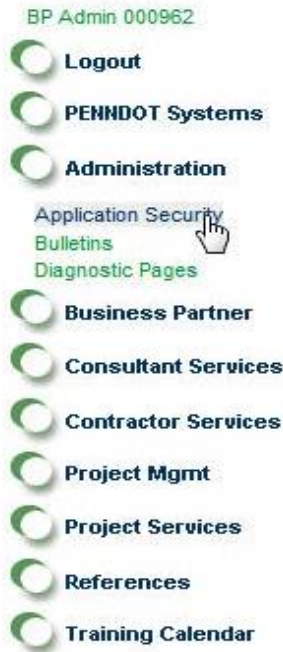 BP Admin 000962
Logout
PENNDOT Systems
Administration
Application Security
Bulletins
Diagnostic Pages
Business Partner
Consultant Services
Contractor Services
Project Mgmt
Project Services
References
Training Calendar